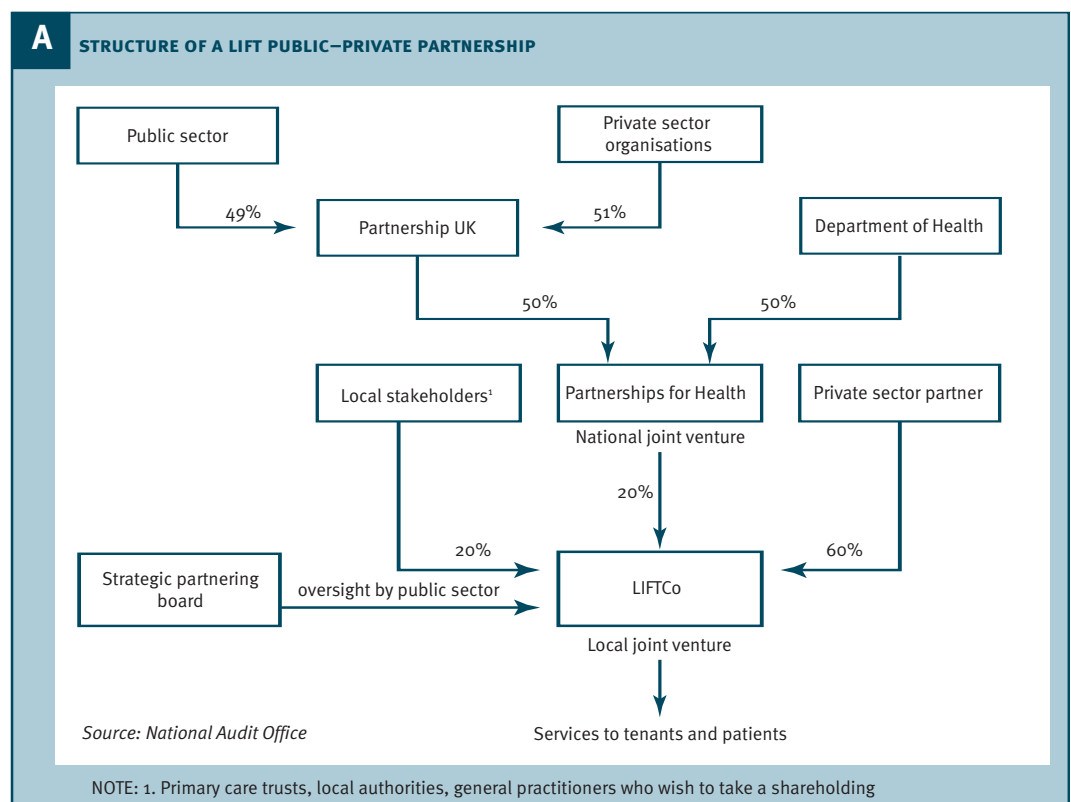 A
STRUCTURE OF A LIFT PUBLIC–PRIVATE PARTNERSHIP
Public sector
Private sector
organisations
49%
51%
Partnership UK
Department of Health
50%
50%
Local stakeholders¹
Partnerships for Health
Private sector partner
National joint venture
20%
20%
60%
Strategic partnering
board
oversight by public sector
LIFTCo
Local joint venture
Source: National Audit Office
Services to tenants and patients
NOTE: 1. Primary care trusts, local authorities, general practitioners who wish to take a shareholding